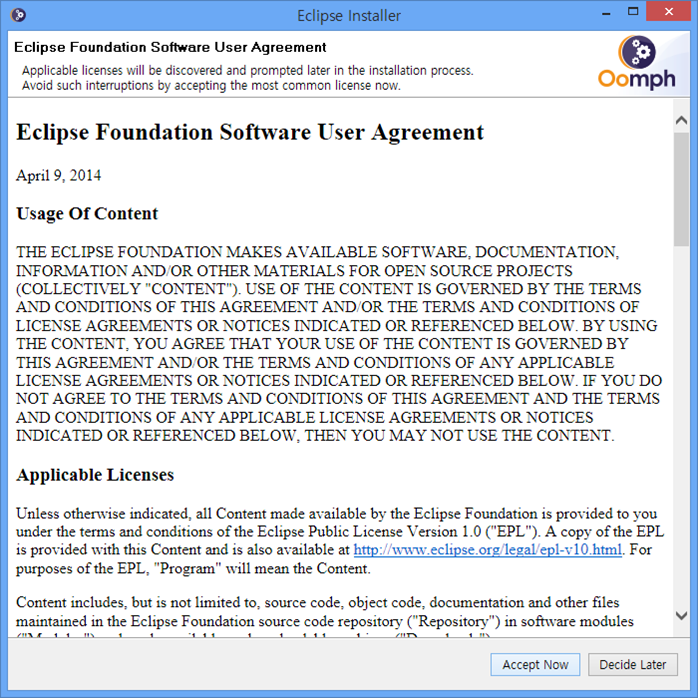 Eclipse Installer
Eclipse Foundation Software User Agreement
Applicable licenses will be discovered and prompted later in the installation process.
Avoid such interruptions by accepting the most common license now.
Oomph
Eclipse Foundation Software User Agreement
April 9, 2014
Usage Of Content
THE ECLIPSE FOUNDATION MAKES AVAILABLE SOFTWARE, DOCUMENTATION,
INFORMATION AND/OR OTHER MATERIALS FOR OPEN SOURCE PROJECTS
(COLLECTIVELY "CONTENT"). USE OF THE CONTENT IS GOVERNED BY THE TERMS
AND CONDITIONS OF THIS AGREEMENT AND/OR THE TERMS AND CONDITIONS OF
LICENSE AGREEMENTS OR NOTICES INDICATED OR REFERENCED BELOW. BY USING
THE CONTENT, YOU AGREE THAT YOUR USE OF THE CONTENT IS GOVERNED BY
THIS AGREEMENT AND/OR THE TERMS AND CONDITIONS OF ANY APPLICABLE
LICENSE AGREEMENTS OR NOTICES INDICATED OR REFERENCED BELOW. IF YOU DO
NOT AGREE TO THE TERMS AND CONDITIONS OF THIS AGREEMENT AND THE TERMS
AND CONDITIONS OF ANY APPLICABLE LICENSE AGREEMENTS OR NOTICES
INDICATED OR REFERENCED BELOW, THEN YOU MAY NOT USE THE CONTENT.
Applicable Licenses
Unless otherwise indicated, all Content made available by the Eclipse Foundation is provided to you
under the terms and conditions of the Eclipse Public License Version 1.0 ("EPL"). A copy of the EPL
is provided with this Content and is also available at http://www.eclipse.org/legal/epl-v10.html. For
purposes of the EPL, "Program" will mean the Content.
Content includes, but is not limited to, source code, object code, documentation and other files
maintained in the Eclipse Foundation source code repository ("Repository") in software modules
Accept Now
Decide Later